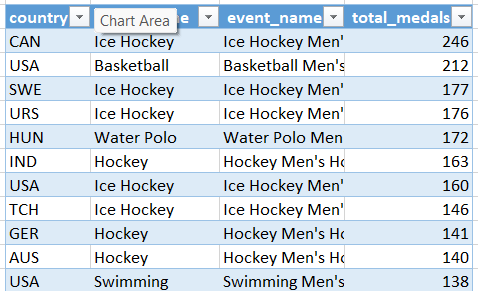 country Chart Area e event_name total_medals
CAN Ice Hockey Ice Hockey Men' 246
USA Basketball Basketball Men's 212
SWE Ice Hockey Ice Hockey Men' 177
URS Ice Hockey Ice Hockey Men' 176
HUN Water Polo Water Polo Men 172
IND Hockey Hockey Men's Ho 163
USA Ice Hockey Ice Hockey Men' 160
TCH Ice Hockey Ice Hockey Men' 146
GER Hockey Hockey Men's Ho 141
AUS Hockey Hockey Men's Ho 140
USA Swimming Swimming Men's 138